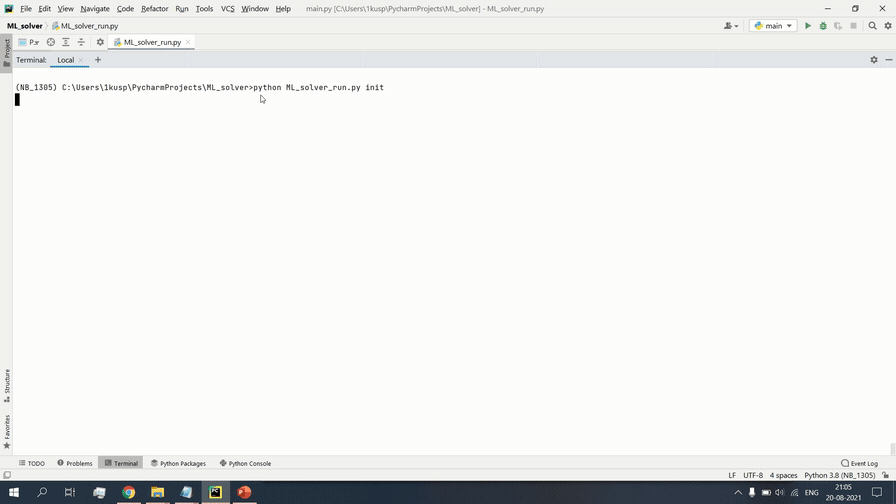 File Edit View Navigate Code Refactor Run Tools VCS Window Help main.py [C:\Users\1kusp\PycharmProjects\ML_solver] - ML_solver_run.py
ML_solver ML_solver_run.py main
Project P... ML_solver_run.py
Terminal: Local
(NB_1305) C:\Users\1kusp\PycharmProjects\ML_solver>python ML_solver_run.py init
Structure
Favorites
TODO Problems Terminal Python Packages Python Console Event Log
LF UTF-8 4 spaces Python 3.8 (NB_1305)
ENG 21:05
20-08-2021